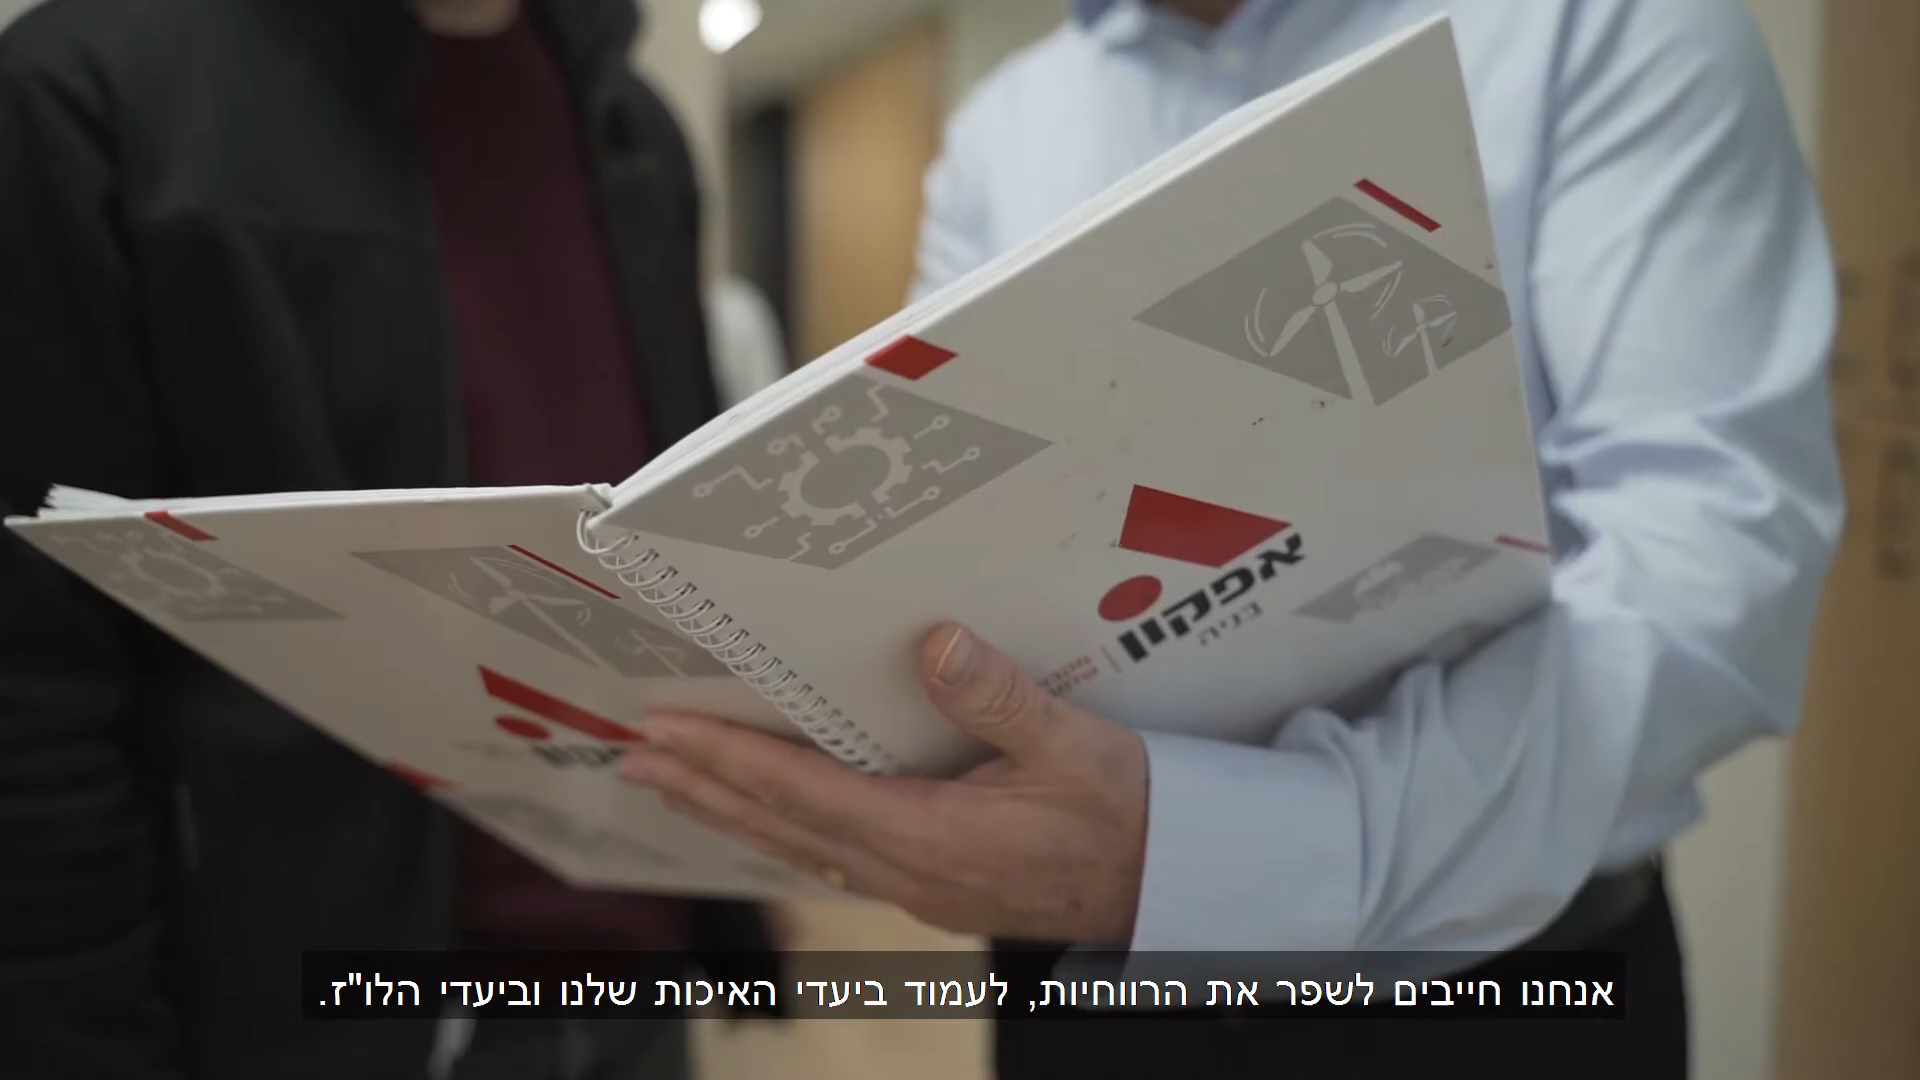 אפקון
בניה
אנחנו חייבים לשפר את הרווחיות, לעמוד ביעדי האיכות שלנו וביעדי הלו"ז.